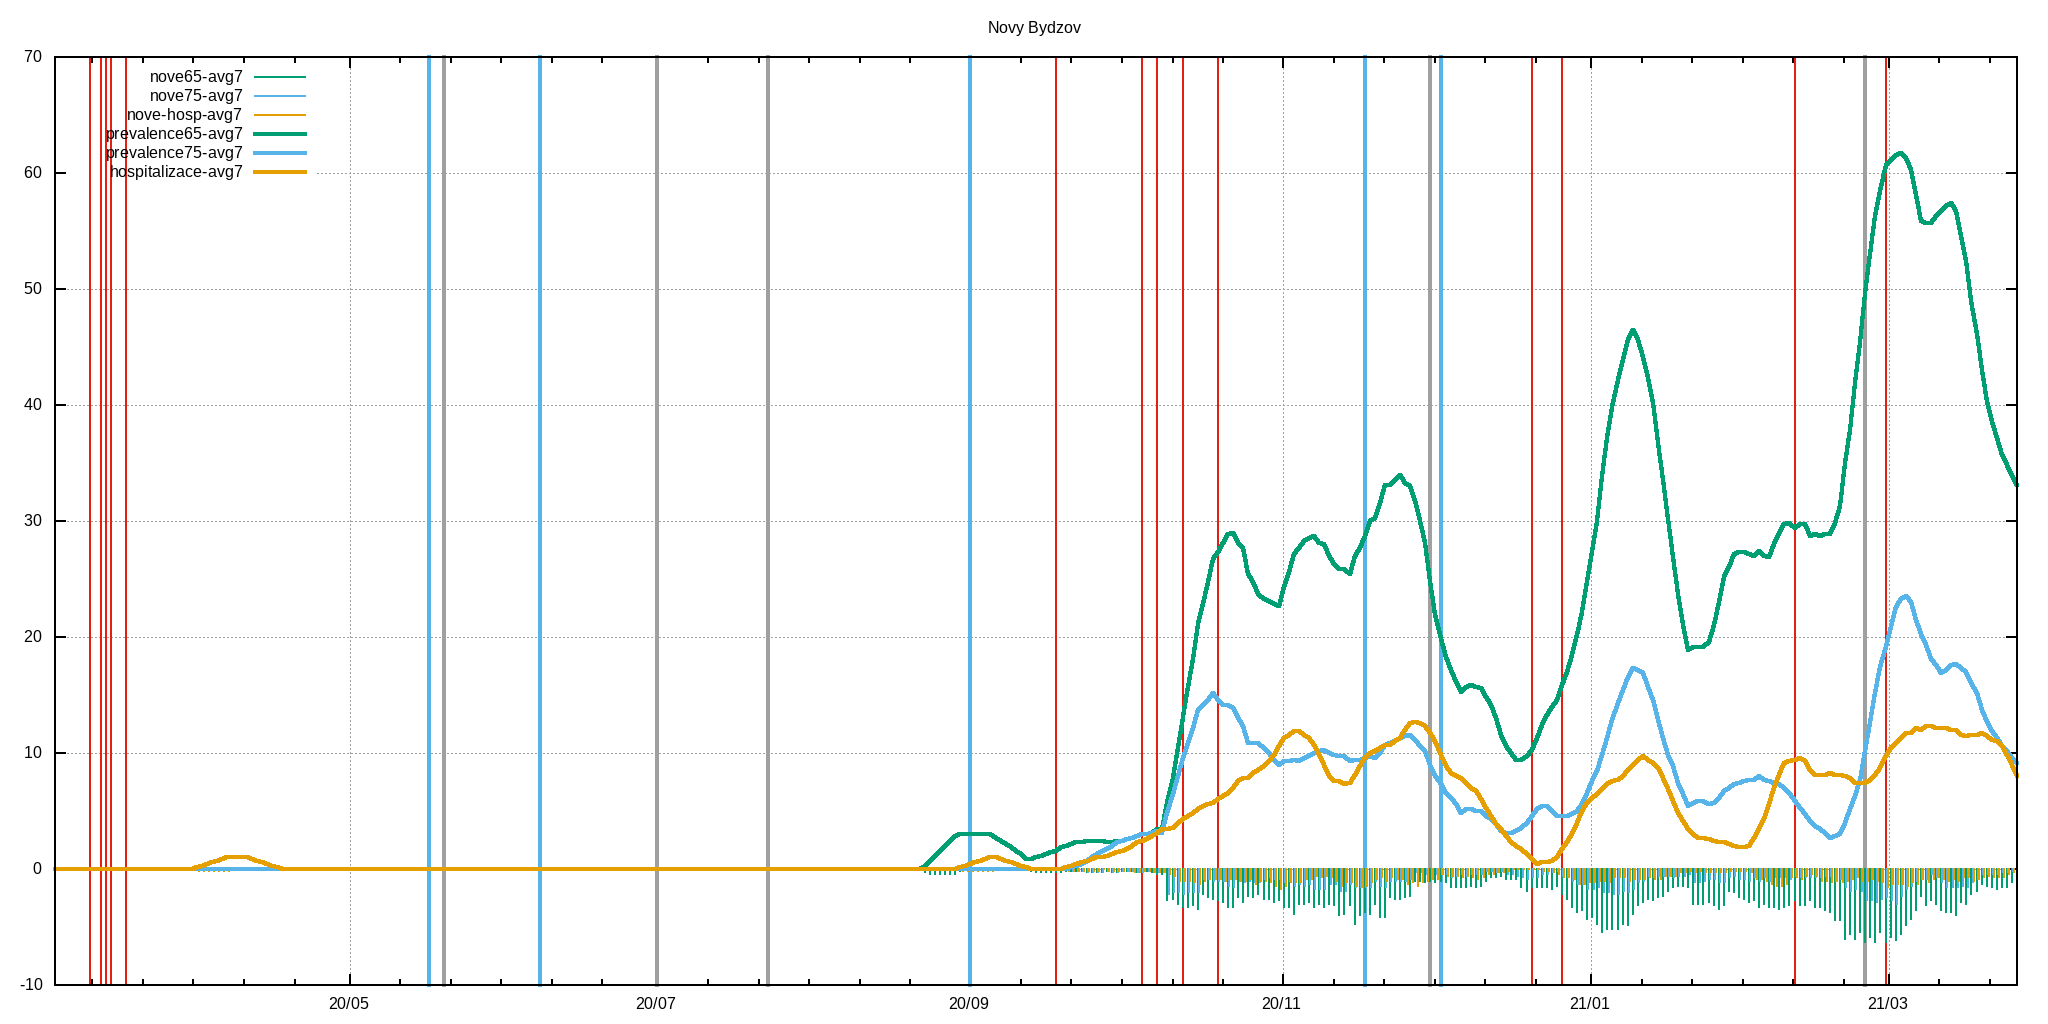 Novy Bydzov
70
60
50
40
30
20
10
0
-10
nove65-avg7
nove75-avg7
nove-hosp-avg7
prevalence65-avg7
prevalence75-avg7
hospitalizace-avg7
20/05 20/07 20/09 20/11 21/01 21/03